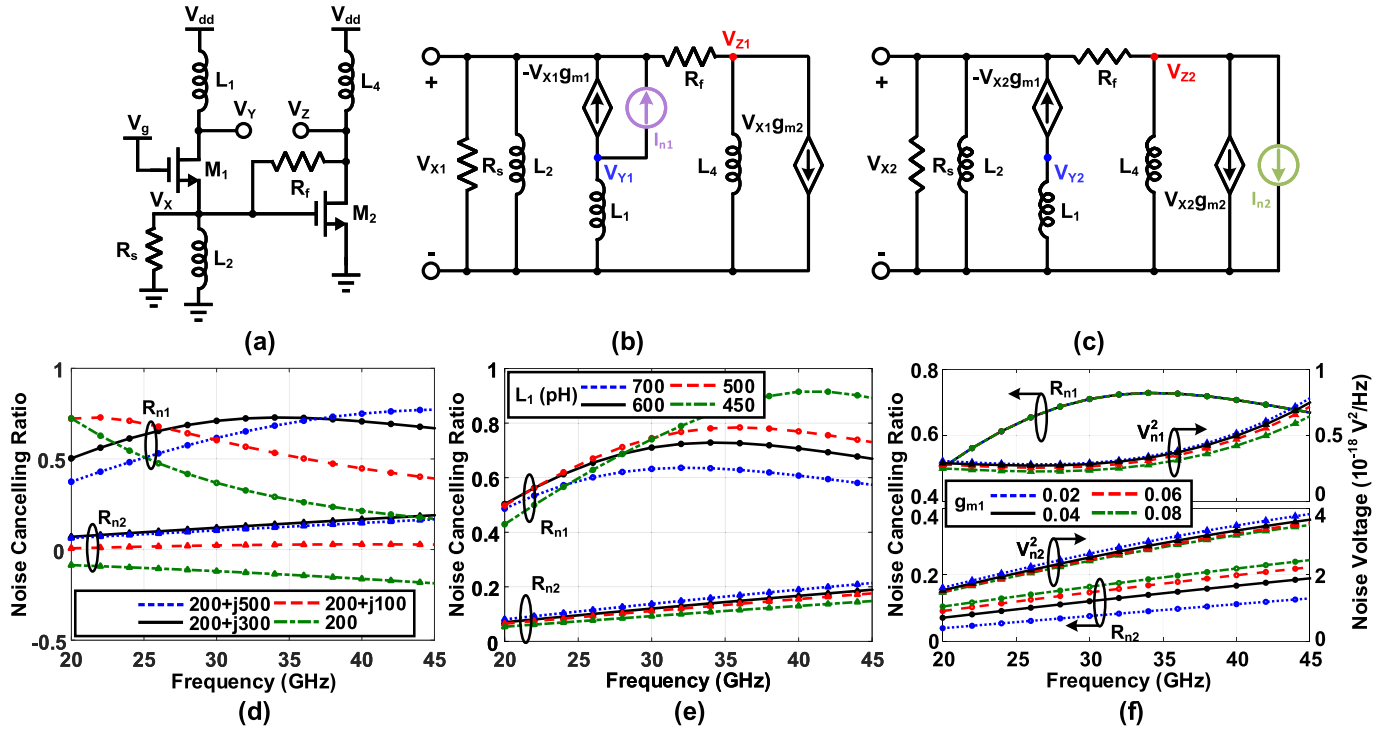 Vdd
Vdd
L1
L4
Vg
VY
VZ
M1
Rf
VX
M2
Rs
L2
(a)
+
-VX1gm1
Rf
VZ1
In1
VX1gm2
VX1
Rs
L2
VY1
L4
L1
-
(b)
+
-VX2gm1
Rf
VZ2
VX2
Rs
L2
VY2
L4
VX2gm2
In2
L1
-
(c)
Noise Cancelling Ratio
1
0.5
0
-0.5
Rn1
Rn2
200+j500
200+j100
200+j300
200
20 25 30 35 40 45
Frequency (GHz)
(d)
Noise Cancelling Ratio
1
0.8
0.6
0.4
0.2
0
L1 (pH)
700
500
600
450
Rn1
Rn2
20 25 30 35 40 45
Frequency (GHz)
(e)
Noise Cancelling Ratio
0.8
0.6
0.4
0.4
0.2
0
Rn1
Vn1²
gm1
0.02
0.06
0.04
0.08
Vn2²
Rn2
1
0.5
0
4
2
0
Noise Voltage (10-18 V2/Hz)
20 25 30 35 40 45
Frequency (GHz)
(f)